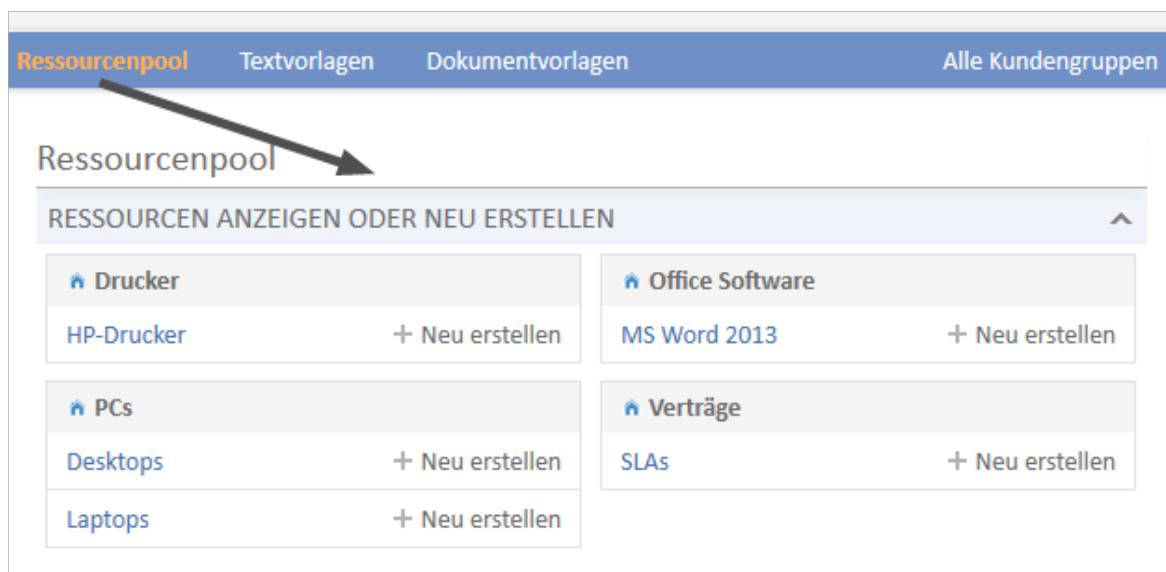 Ressourcenpool Textvorlagen Dokumentvorlagen Alle Kundengruppen
Ressourcenpool
RESSOURCEN ANZEIGEN ODER NEU ERSTELLEN
Drucker
HP-Drucker + Neu erstellen
Office Software
MS Word 2013 + Neu erstellen
PCs
Desktops + Neu erstellen
Laptops + Neu erstellen
Verträge
SLAs + Neu erstellen